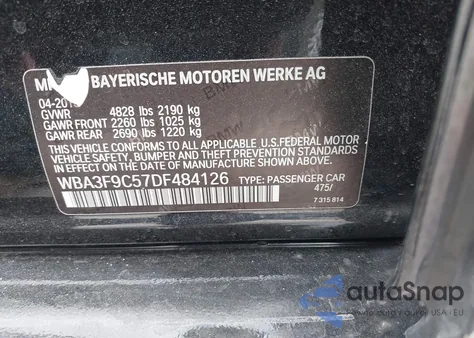 BAYERISCHE MOTOREN WERKE AG
GVWR 4828 lbs 2190 kg
GAWR FRONT 2260 lbs 1025 kg
GAWR REAR 2690 lbs 1220 kg
THIS VEHICLE CONFORMS TO ALL APPLICABLE U.S.FEDERAL MOTOR
VEHICLE SAFETY, BUMPER, AND THEFT PREVENTION STANDARDS
IN EFFECT ON THE DATE OF MANUFACTURE SHOWN ABOVE.
WBA3F9C57DF484126 TYPE: PASSENGER CAR
475/
7 315 814
autoSnap
USA • EU